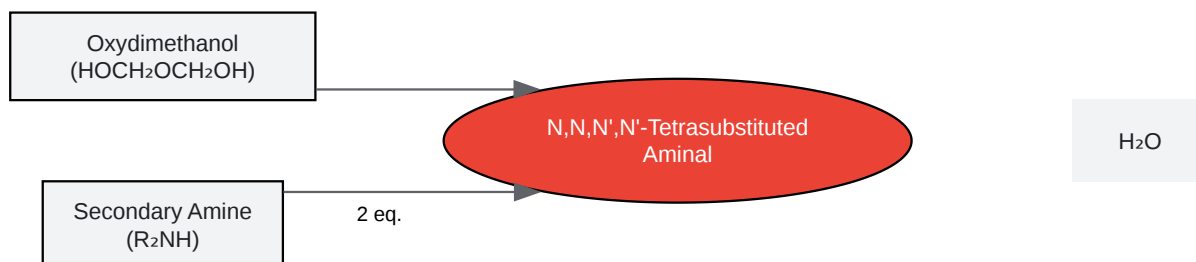 Oxydimethanol
(HOCH₂OCH₂OH)
N,N,N',N'-Tetrasubstituted
Aminal
H₂O
Secondary Amine
(R₂NH)
2 eq.